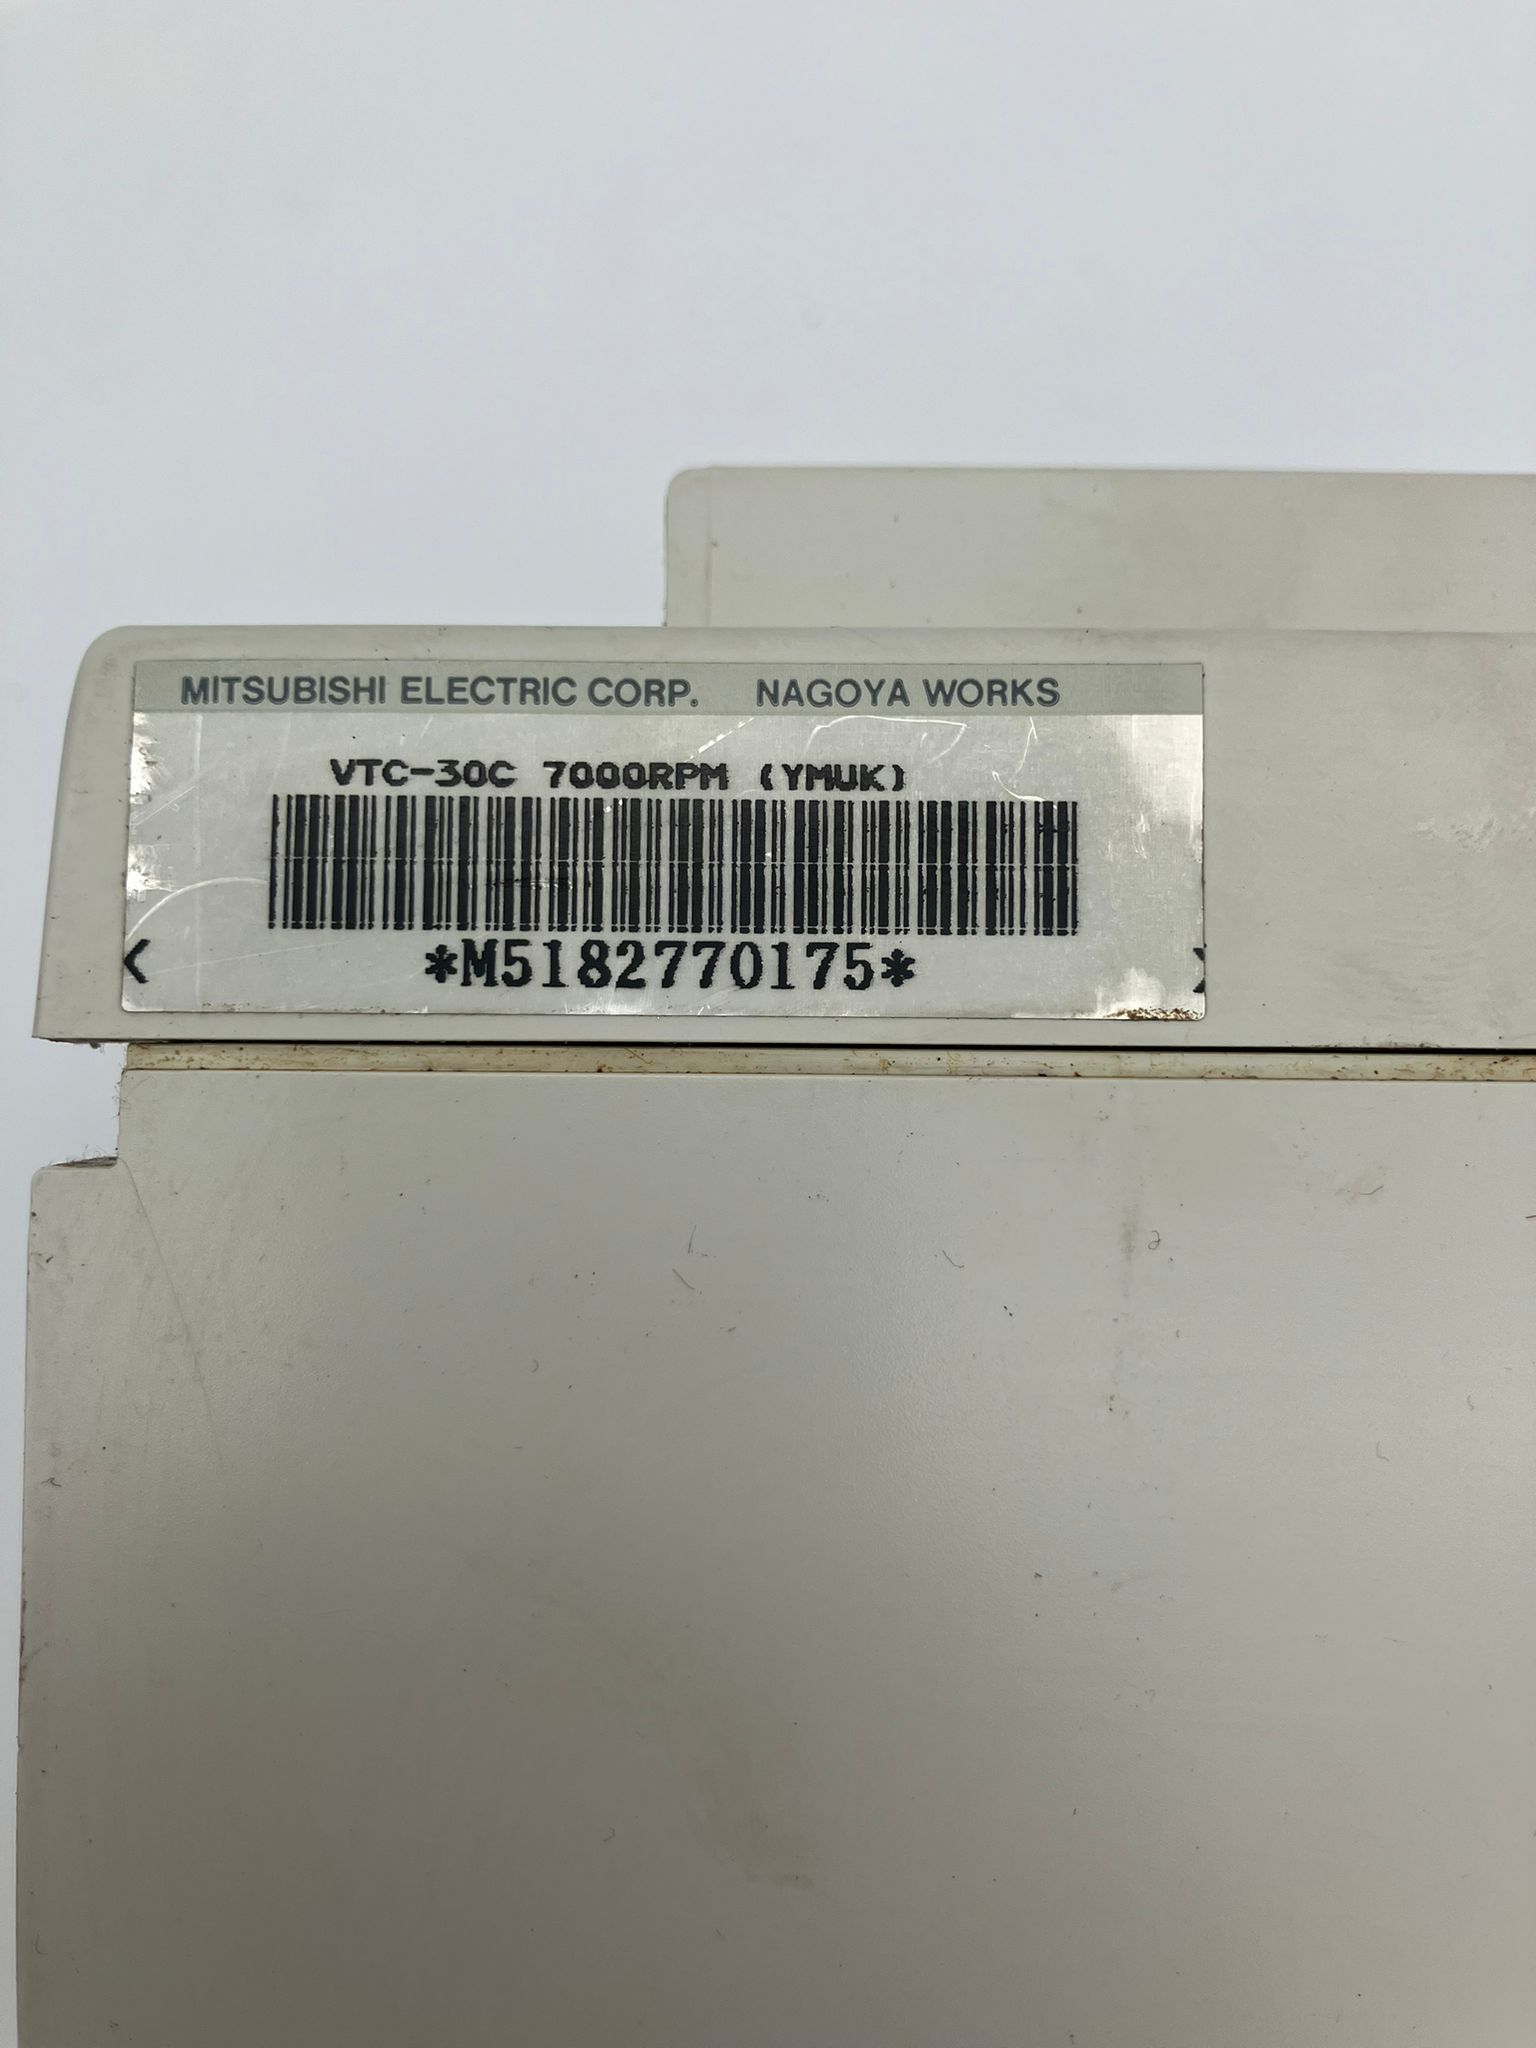 MITSUBISHI ELECTRIC CORP. NAGOYA WORKS
VTC-30C 7000RPM (YMUK)
*M5182770175*